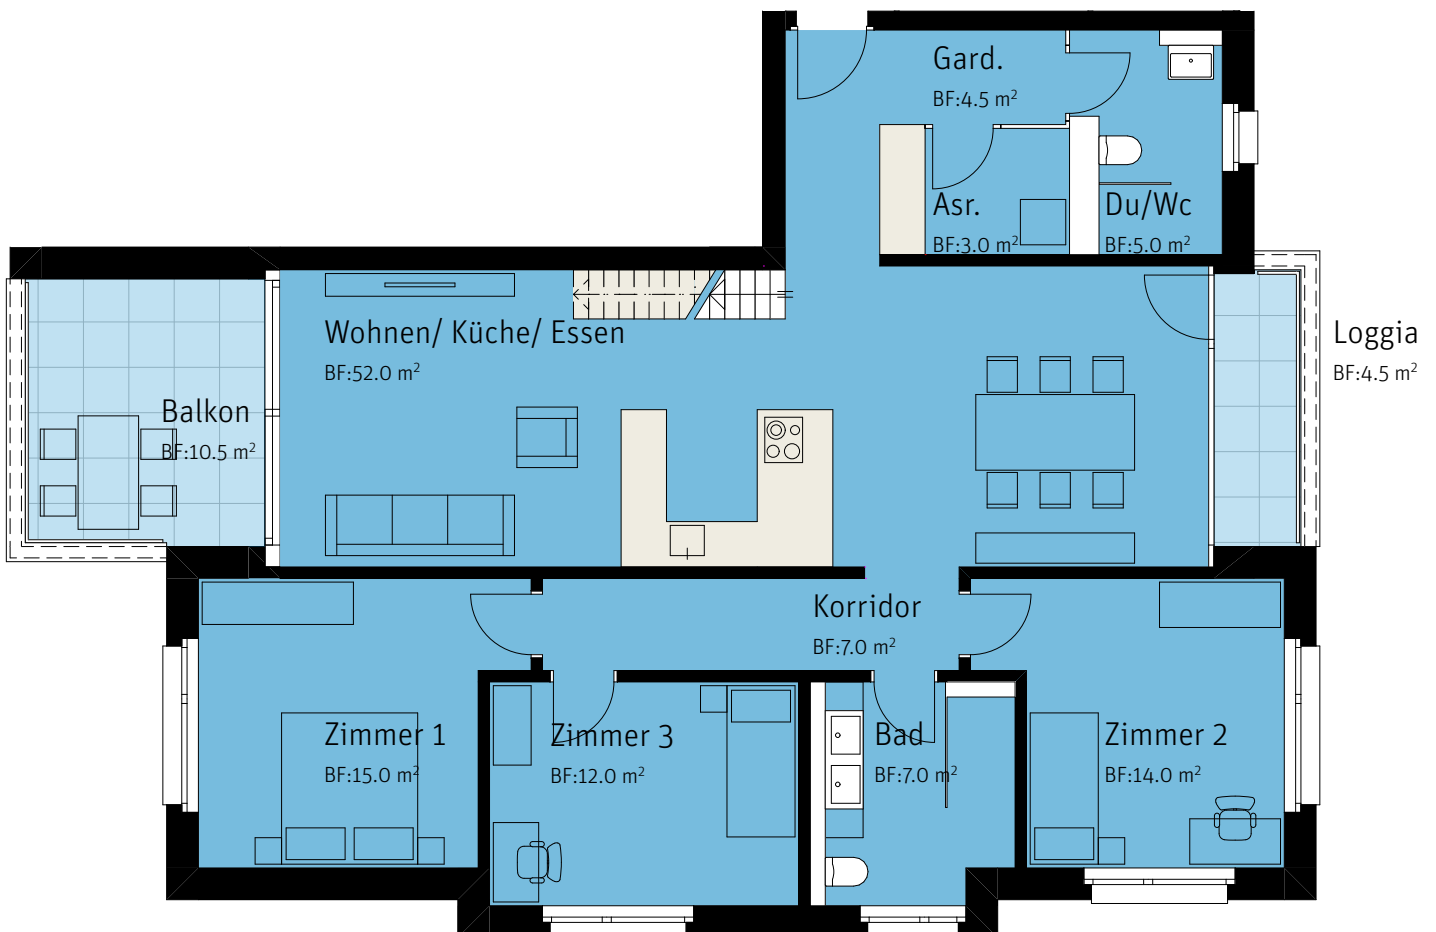 Gard.
BF:4.5 m²
Asr.
BF:3.0 m²
Du/Wc
BF:5.0 m²
Wohnen/ Küche/ Essen
BF:52.0 m²
Loggia
BF:4.5 m²
Balkon
BF:10.5 m²
Korridor
BF:7.0 m²
Zimmer 1
BF:15.0 m²
Zimmer 3
BF:12.0 m²
Bad
BF:7.0 m²
Zimmer 2
BF:14.0 m²